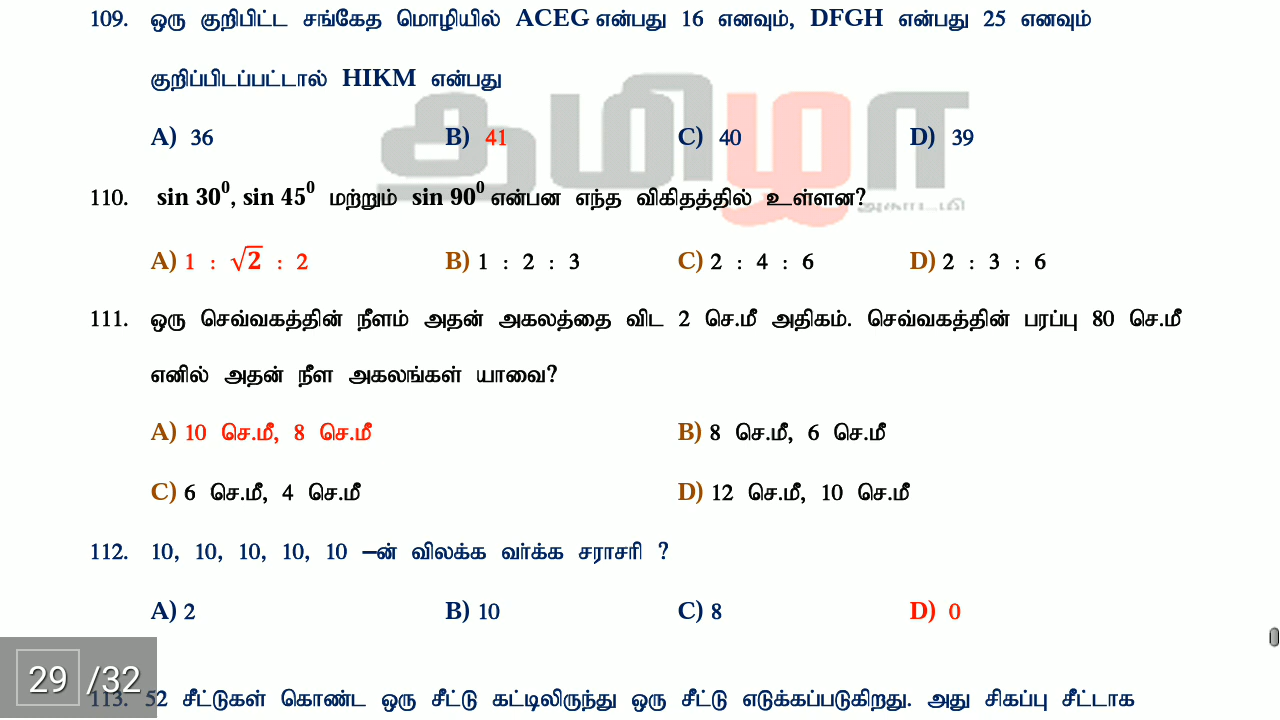 109. ஒரு குறிபிட்ட சங்கேத மொழியில் ACEG என்பது 16 எனவும், DFGH என்பது 25 எனவும்
குறிப்பிடப்பட்டால் HIKM என்பது
A) 36 B) 41 C) 40 D) 39
110. sin 30⁰, sin 45⁰ மற்றும் sin 90⁰ என்பன எந்த விகிதத்தில் உள்ளன?
A) 1 : √2 : 2 B) 1 : 2 : 3 C) 2 : 4 : 6 D) 2 : 3 : 6
111. ஒரு செவ்வகத்தின் நீளம் அதன் அகலத்தை விட 2 செ.மீ அதிகம். செவ்வகத்தின் பரப்பு 80 செ.மீ
எனில் அதன் நீள அகலங்கள் யாவை?
A) 10 செ.மீ, 8 செ.மீ B) 8 செ.மீ, 6 செ.மீ
C) 6 செ.மீ, 4 செ.மீ D) 12 செ.மீ, 10 செ.மீ
112. 10, 10, 10, 10, 10 –ன் விலக்க வர்க்க சராசரி ?
A) 2 B) 10 C) 8 D) 0
29 /32
113. 52 சீட்டுகள் கொண்ட ஒரு சீட்டு கட்டிலிருந்து ஒரு சீட்டு எடுக்கப்படுகிறது. அது சிகப்பு சீட்டாக
தமிழா
அகாடமி